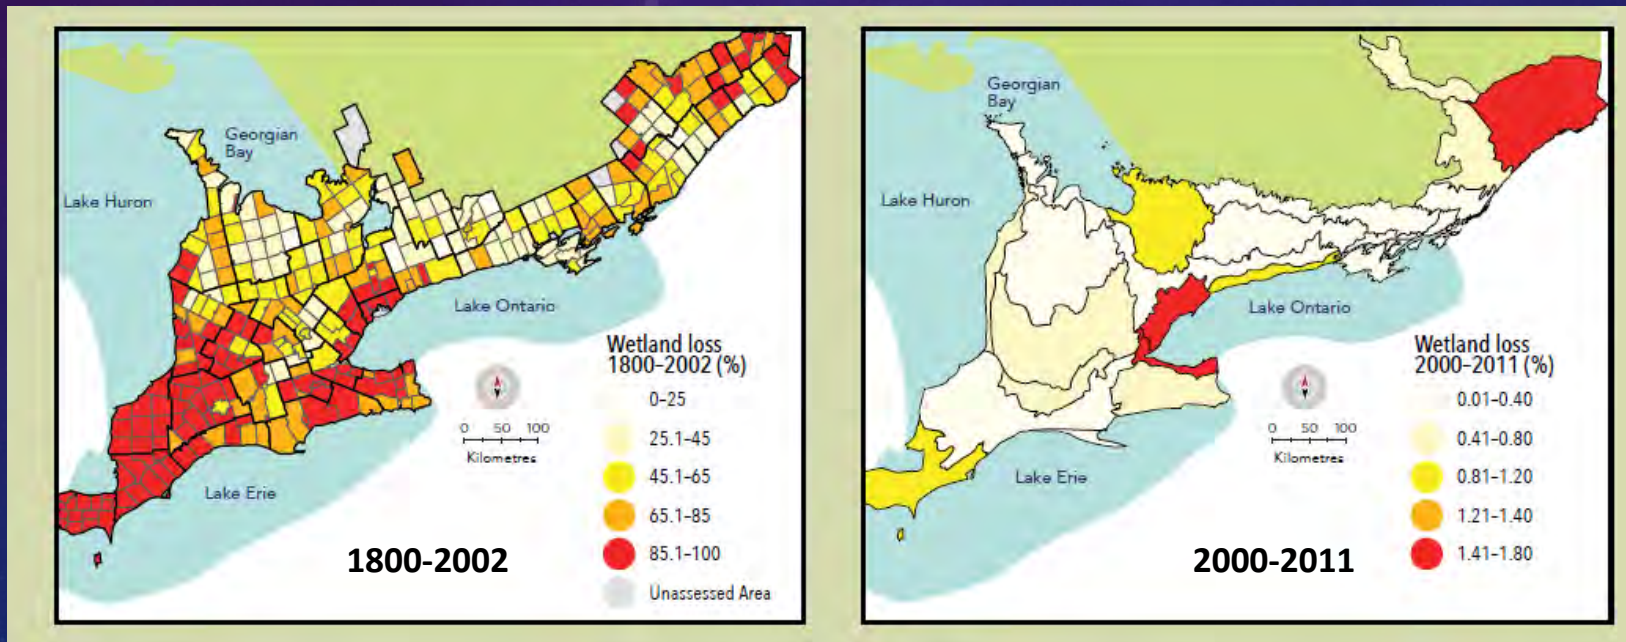 Georgian
Bay
Lake Huron
Lake Ontario
Lake Erie
Wetland loss
1800–2002 (%)
0–25
25.1–45
45.1–65
65.1–85
85.1–100
Unassessed Area
0 50 100
Kilometres
1800-2002
Georgian
Bay
Lake Huron
Lake Ontario
Lake Erie
Wetland loss
2000–2011 (%)
0.01–0.40
0.41–0.80
0.81–1.20
1.21–1.40
1.41–1.80
0 50 100
Kilometres
2000-2011